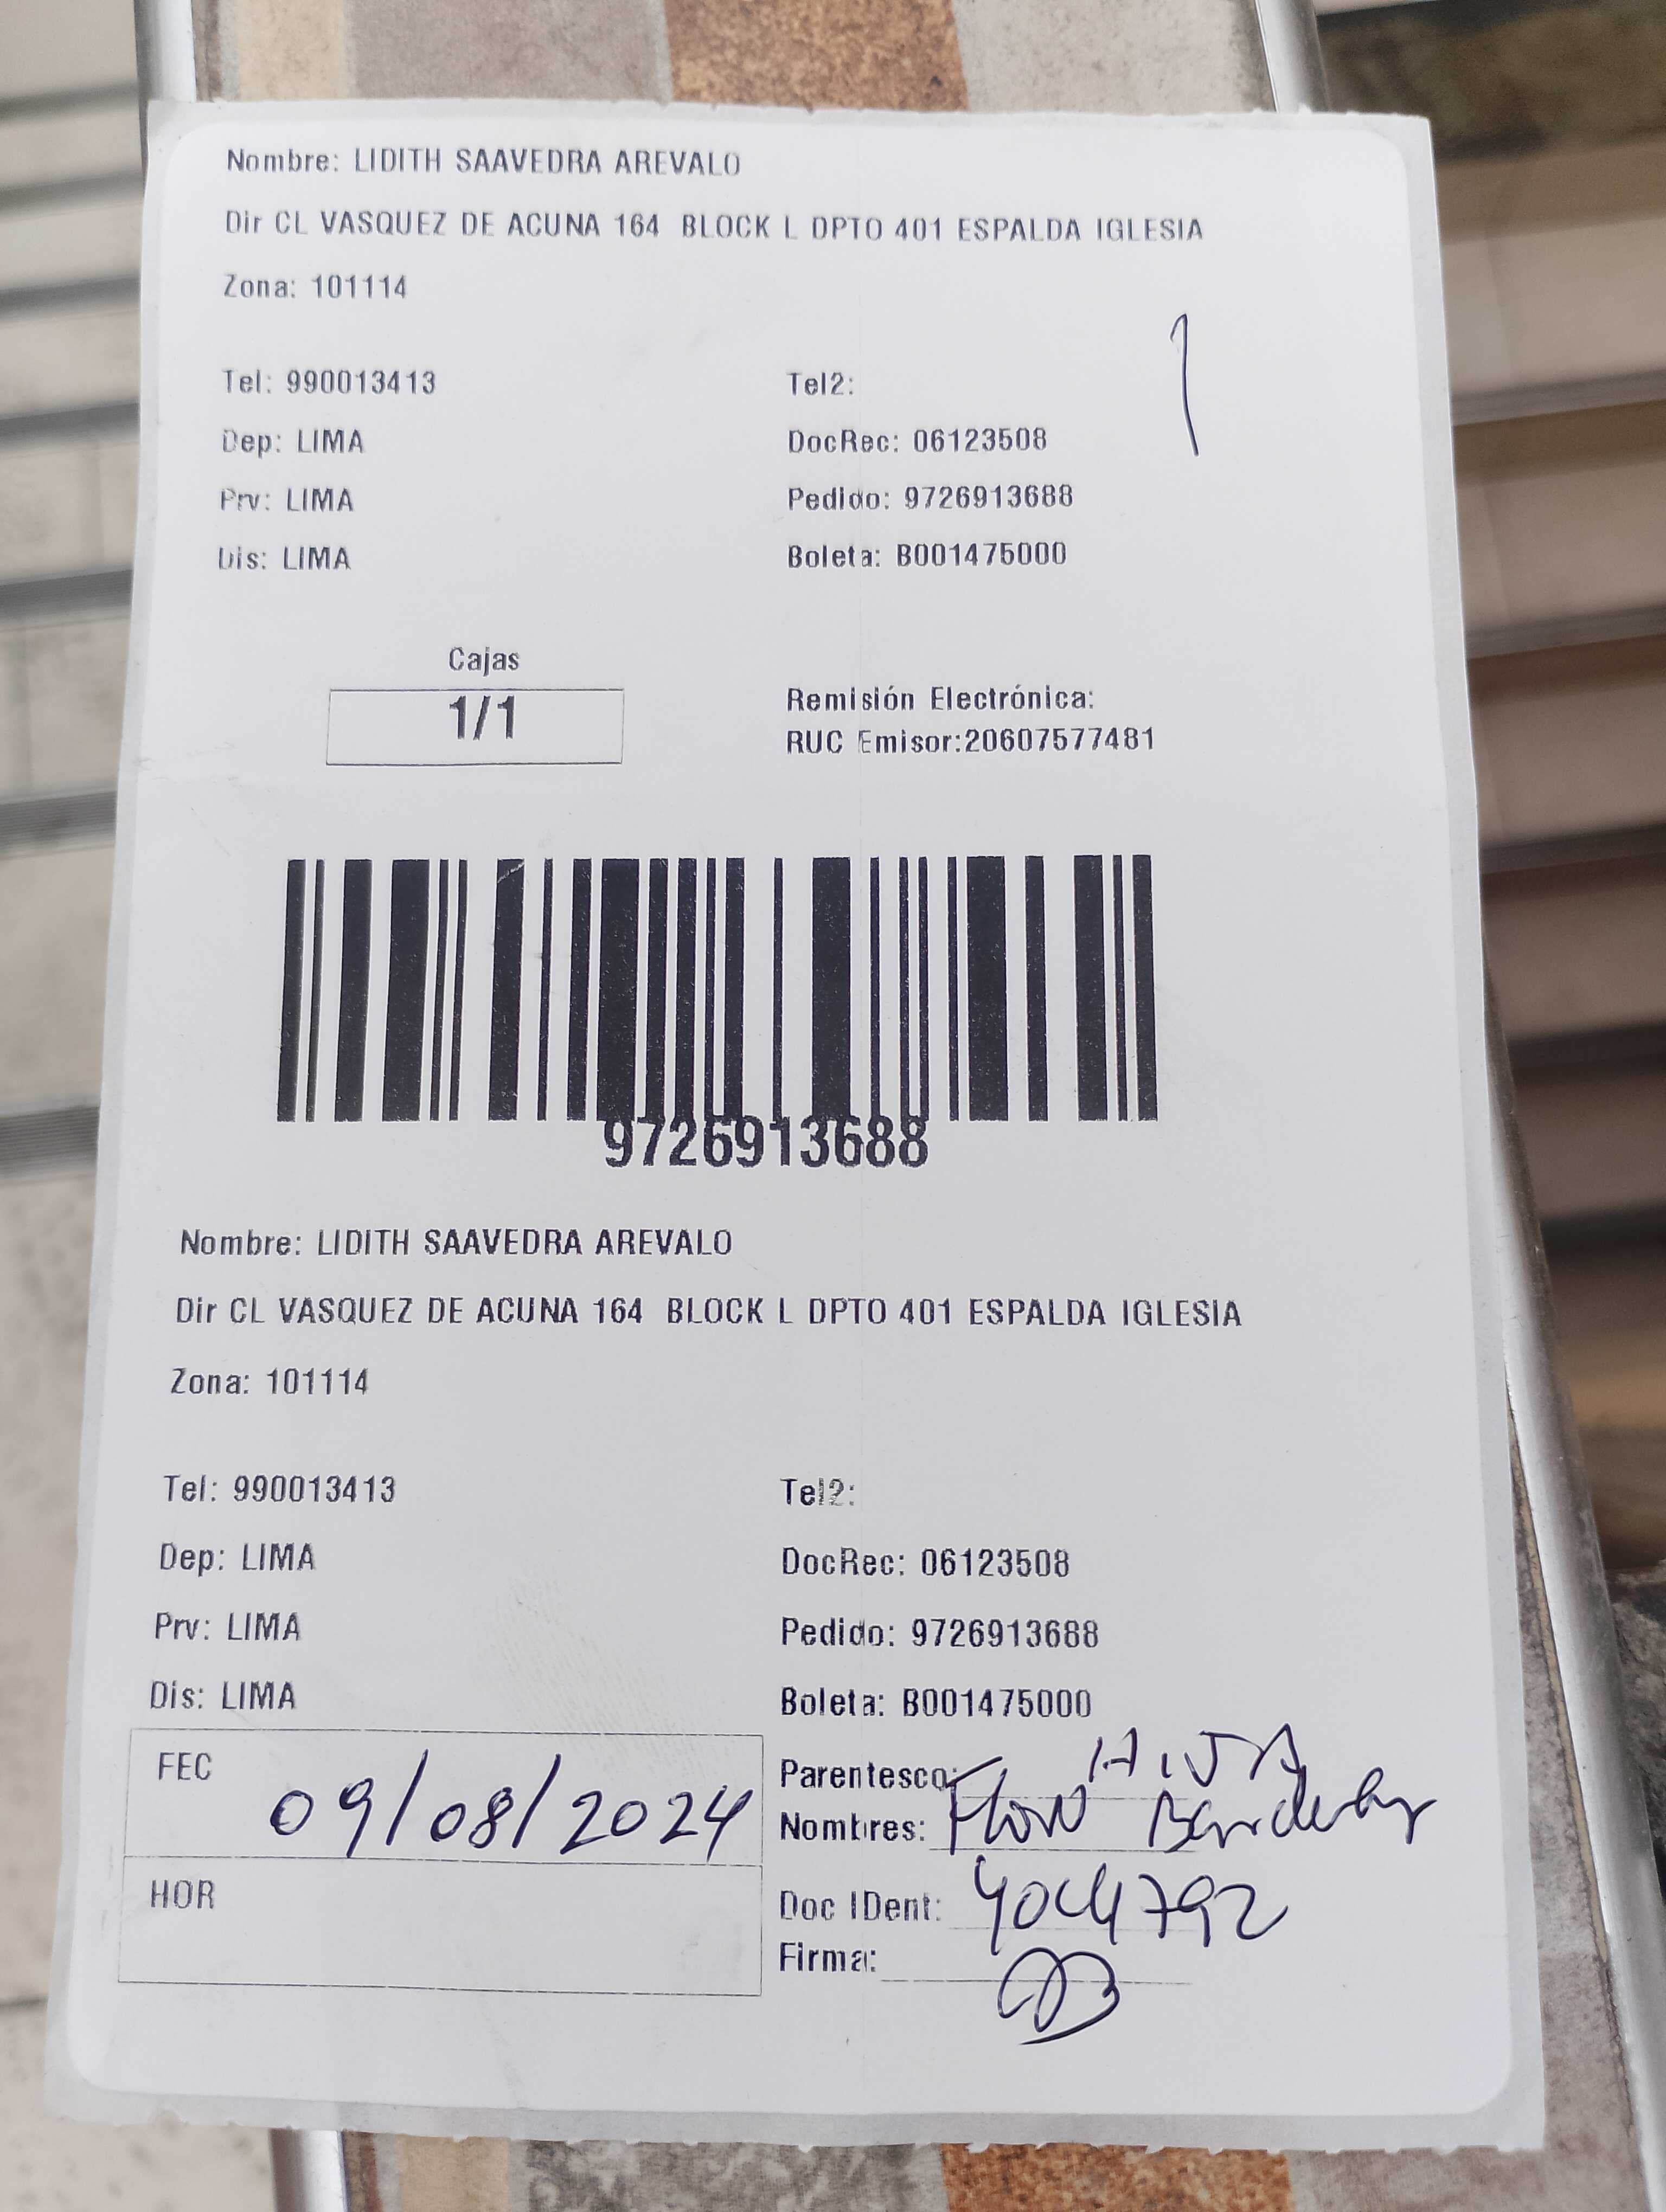 Nombre: LIDITH SAAVEDRA AREVALO
Dir CL VASQUEZ DE ACUNA 164 BLOCK L DPTO 401 ESPALDA IGLESIA
Zona: 101114
Tel: 990013413 Tel2:
Dep: LIMA DocRec: 06123508
Prv: LIMA Pedido: 9726913688
Dis: LIMA Boleta: B001475000
Cajas
1/1
Remisión Electrónica:
RUC Emisor:20607577481
9726913688
Nombre: LIDITH SAAVEDRA AREVALO
Dir CL VASQUEZ DE ACUNA 164 BLOCK L DPTO 401 ESPALDA IGLESIA
Zona: 101114
Tel: 990013413 Tel2:
Dep: LIMA DocRec: 06123508
Prv: LIMA Pedido: 9726913688
Dis: LIMA Boleta: B001475000
FEC 09/08/2024
HOR
Parentesco: HIJA
Nombres: Flor
Doc IDent:
Firma: